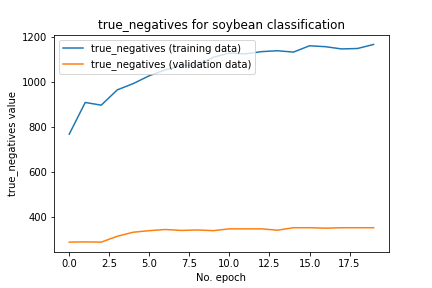 true_negatives for soybean classification
1200
1000
800
600
400
true_negatives value
true_negatives (training data)
true_negatives (validation data)
0.0 2.5 5.0 7.5 10.0 12.5 15.0 17.5
No. epoch